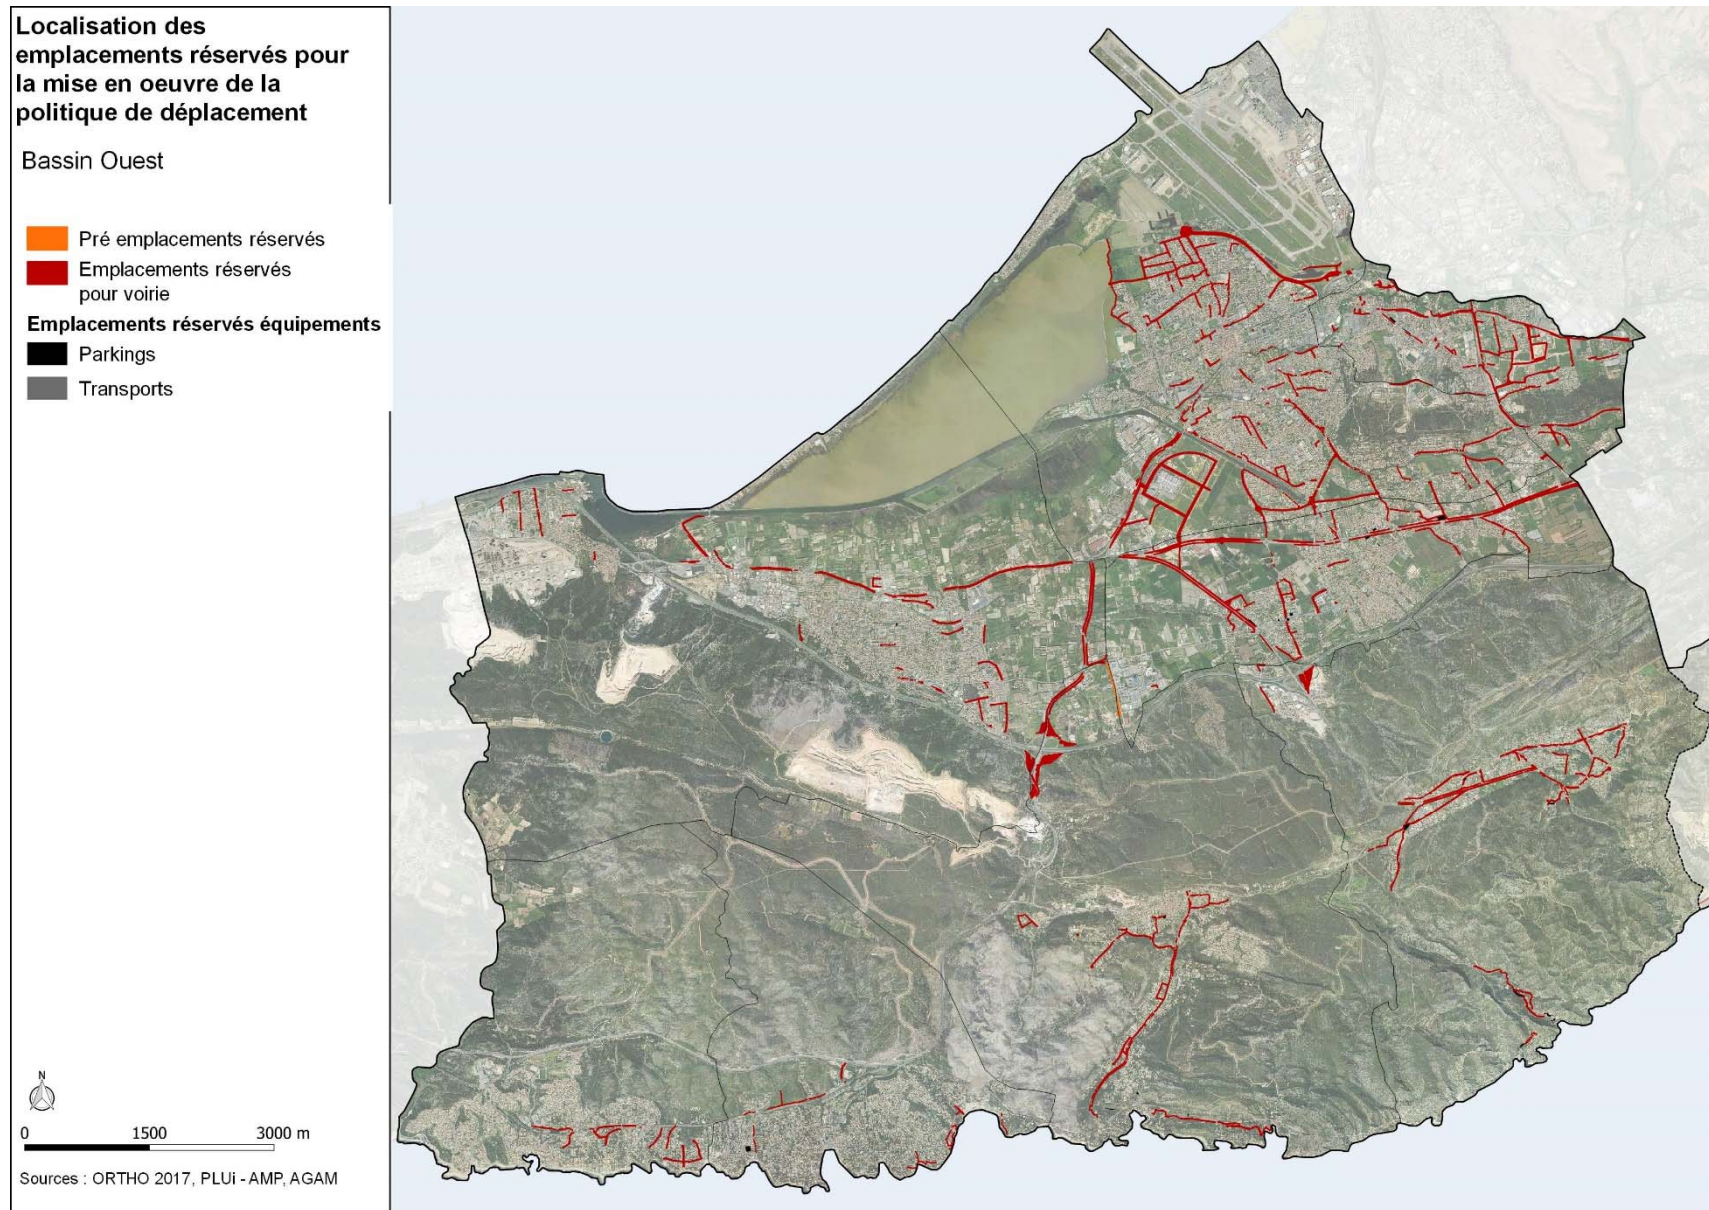 Localisation des
emplacements réservés pour
la mise en oeuvre de la
politique de déplacement
Bassin Ouest
Pré emplacements réservés
Emplacements réservés
pour voirie
Emplacements réservés équipements
Parkings
Transports
N
0 1500 3000 m
Sources : ORTHO 2017, PLUi - AMP, AGAM